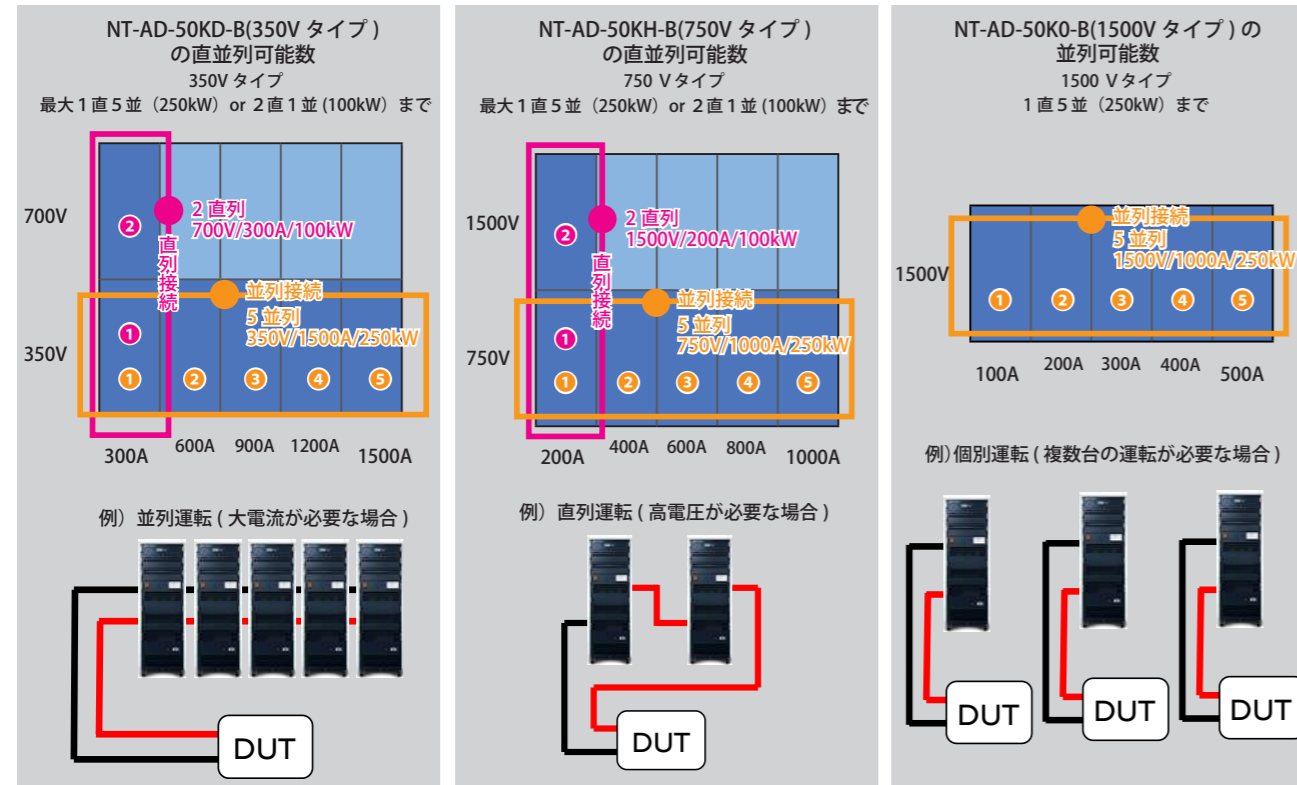 NT-AD-50KD-B(350V タイプ )
の直並列可能数
350V タイプ
最大 1 直 5 並（250kW）or 2 直 1 並 (100kW）まで
700V
350V
2
2 直列
700V/300A/100kW
直列接続
並列接続
5 並列
350V/1500A/250kW
1
1
2
3
4
5
300A
600A
900A
1200A
1500A
例）並列運転 ( 大電流が必要な場合 )
DUT
NT-AD-50KH-B(750V タイプ )
の直並列可能数
750 Vタイプ
最大 1 直 5 並（250kW）or 2 直 1 並 (100kW）まで
1500V
750V
2
2 直列
1500V/200A/100kW
直列接続
並列接続
5 並列
750V/1000A/250kW
1
1
2
3
4
5
200A
400A
600A
800A
1000A
例）直列運転 ( 高電圧が必要な場合 )
DUT
NT-AD-50K0-B(1500V タイプ ) の
並列可能数
1500 Vタイプ
1 直 5 並（250kW）まで
1500V
並列接続
5 並列
1500V/1000A/250kW
1
2
3
4
5
100A
200A
300A
400A
500A
例）個別運転 ( 複数台の運転が必要な場合 )
DUT
DUT
DUT